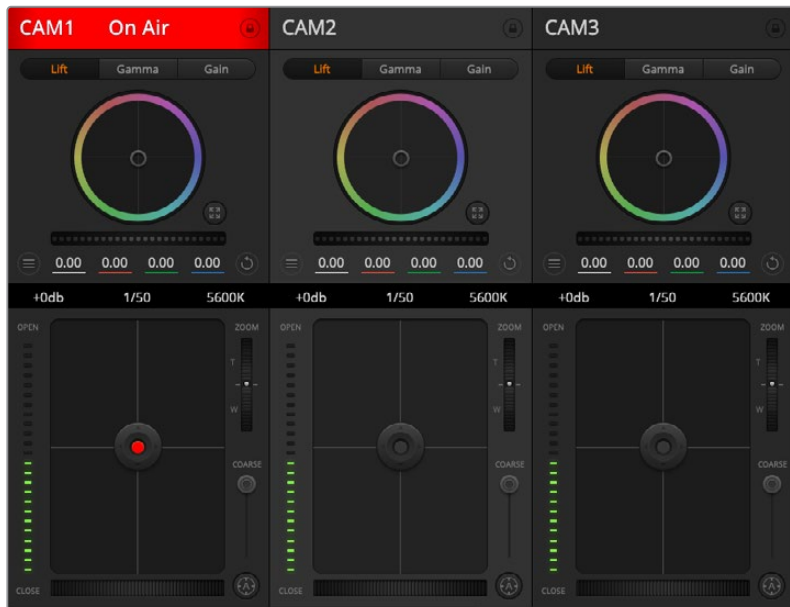 CAM1 On Air CAM2 CAM3
Lift Gamma Gain Lift Gamma Gain Lift Gamma Gain
0.00 0.00 0.00 0.00 0.00 0.00 0.00 0.00 0.00 0.00 0.00 0.00
+0db 1/50 5600K +0db 1/50 5600K +0db 1/50 5600K
OPEN ZOOM OPEN ZOOM OPEN ZOOM
T T T
W W W
COARSE COARSE COARSE
CLOSE A CLOSE A CLOSE A